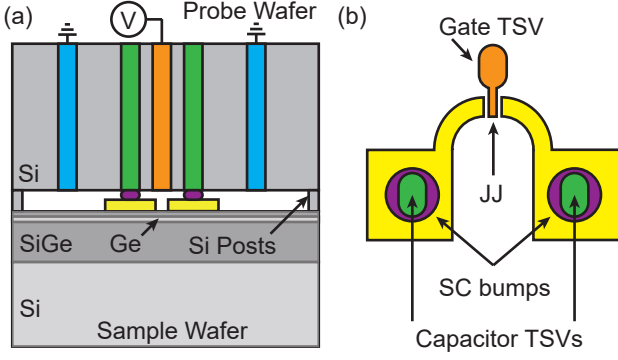 (a)
Probe Wafer
V
Si
SiGe
Ge
Si Posts
Si
Sample Wafer
(b)
Gate TSV
JJ
SC bumps
Capacitor TSVs